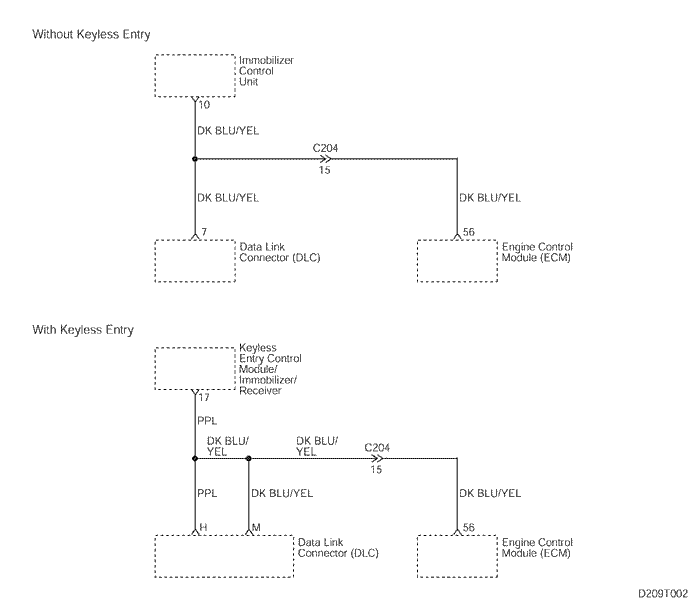 Without Keyless Entry
Immobilizer
Control
Unit
10
DK BLU/YEL
C204
15
DK BLU/YEL
DK BLU/YEL
7
56
Data Link
Connector (DLC)
Engine Control
Module (ECM)
With Keyless Entry
Keyless
Entry Control
Module/
Immobilizer/
Receiver
17
PPL
DK BLU/
YEL
DK BLU/
YEL
C204
15
PPL
DK BLU/YEL
DK BLU/YEL
H
M
56
Data Link
Connector (DLC)
Engine Control
Module (ECM)
D209T002